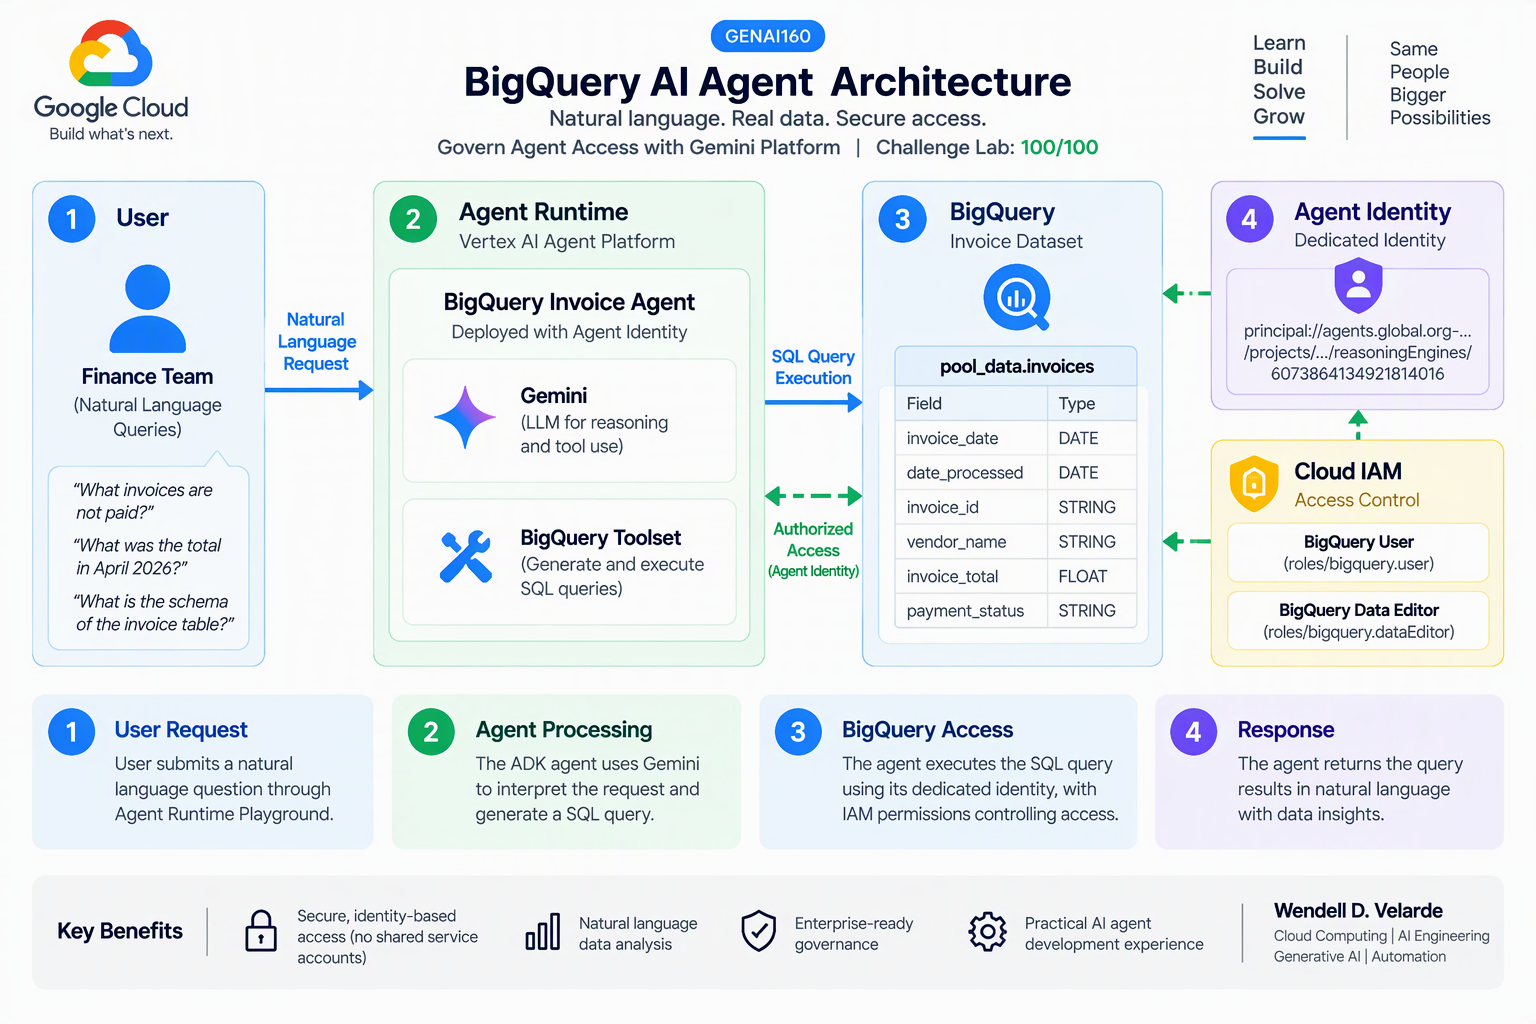 Google Cloud
Build what's next.
GENAI160
BigQuery AI Agent Architecture
Natural language. Real data. Secure access.
Govern Agent Access with Gemini Platform | Challenge Lab: 100/100
Learn
Build
Solve
Grow
Same
People
Bigger
Possibilities
1
User
Finance Team
(Natural Language
Queries)
“What invoices are
not paid?”
“What was the total
in April 2026?”
“What is the schema
of the invoice table?”
Natural
Language
Request
2
Agent Runtime
Vertex AI Agent Platform
BigQuery Invoice Agent
Deployed with Agent Identity
Gemini
(LLM for reasoning
and tool use)
BigQuery Toolset
(Generate and execute
SQL queries)
SQL Query
Execution
Authorized
Access
(Agent Identity)
3
BigQuery
Invoice Dataset
pool_data.invoices
Field Type
invoice_date DATE
date_processed DATE
invoice_id STRING
vendor_name STRING
invoice_total FLOAT
payment_status STRING
4
Agent Identity
Dedicated Identity
principal://agents.global.org-...
/projects/.../reasoningEngines/
6073864134921814016
Cloud IAM
Access Control
BigQuery User
(roles/bigquery.user)
BigQuery Data Editor
(roles/bigquery.dataEditor)
1
User Request
User submits a natural
language question through
Agent Runtime Playground.
2
Agent Processing
The ADK agent uses Gemini
to interpret the request and
generate a SQL query.
3
BigQuery Access
The agent executes the SQL query
using its dedicated identity, with
IAM permissions controlling access.
4
Response
The agent returns the query
results in natural language
with data insights.
Key Benefits
Secure, identity-based
access (no shared service
accounts)
Natural language
data analysis
Enterprise-ready
governance
Practical AI agent
development experience
Wendell D. Velarde
Cloud Computing | AI Engineering
Generative AI | Automation